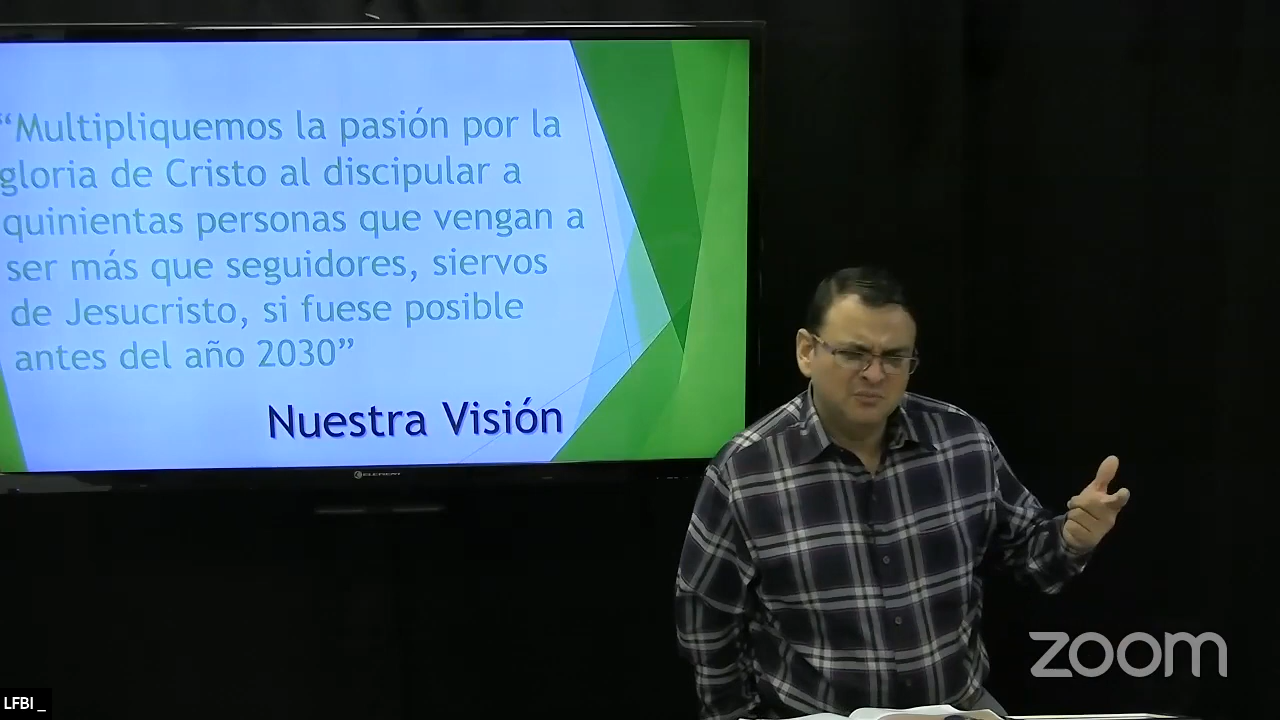 “Multipliquemos la pasión por la
gloria de Cristo al discipular a
quinientas personas que vengan a
ser más que seguidores, siervos
de Jesucristo, si fuese posible
antes del año 2030”
Nuestra Visión
ELEMENT
zoom
LFBI _